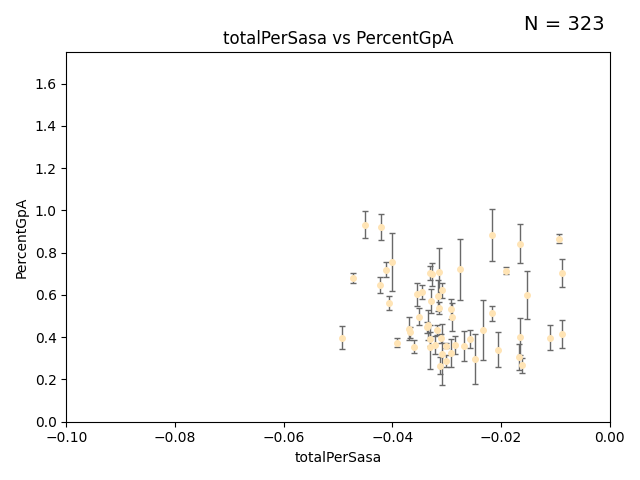 N = 323
totalPerSasa vs PercentGpA
1.6
1.4
1.2
1.0
0.8
0.6
0.4
0.2
0.0
PercentGpA
−0.10 −0.08 −0.06 −0.04 −0.02 0.00
totalPerSasa